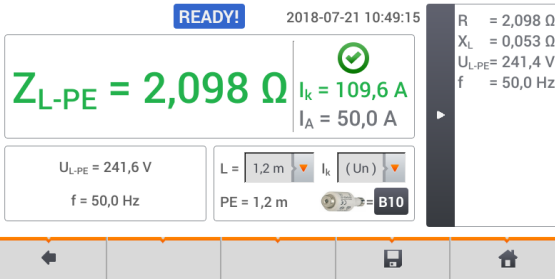 READY!
2018-07-21 10:49:15
Z L-PE = 2,098 Ω
Ik = 109,6 A
IA = 50,0 A
U L-PE = 241,6 V
f = 50,0 Hz
L = 1,2 m Ik (Un)
PE = 1,2 m = B10
R = 2,098 Ω
XL = 0,053 Ω
UL-PE= 241,4 V
f = 50,0 Hz